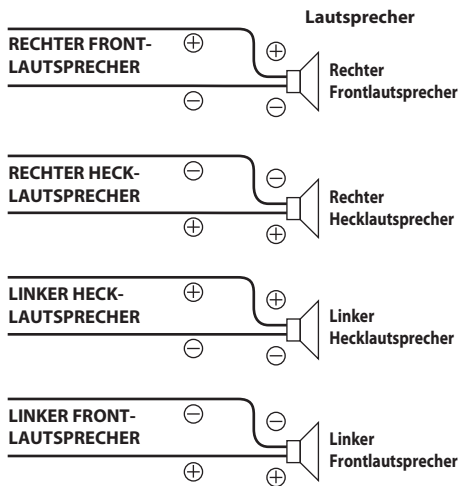 Lautsprecher
RECHTER FRONT-
LAUTSPRECHER
⊕
⊕
⊖
⊖
Rechter
Frontlautsprecher
RECHTER HECK-
LAUTSPRECHER
⊖
⊖
⊕
⊕
Rechter
Hecklautsprecher
LINKER HECK-
LAUTSPRECHER
⊕
⊕
⊖
⊖
Linker
Hecklautsprecher
LINKER FRONT-
LAUTSPRECHER
⊖
⊖
⊕
⊕
Linker
Frontlautsprecher